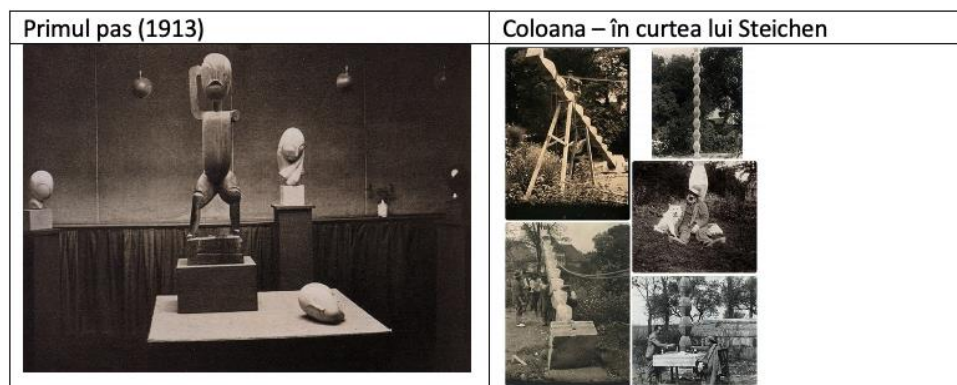 Primul pas (1913)
Coloana – în curtea lui Steichen